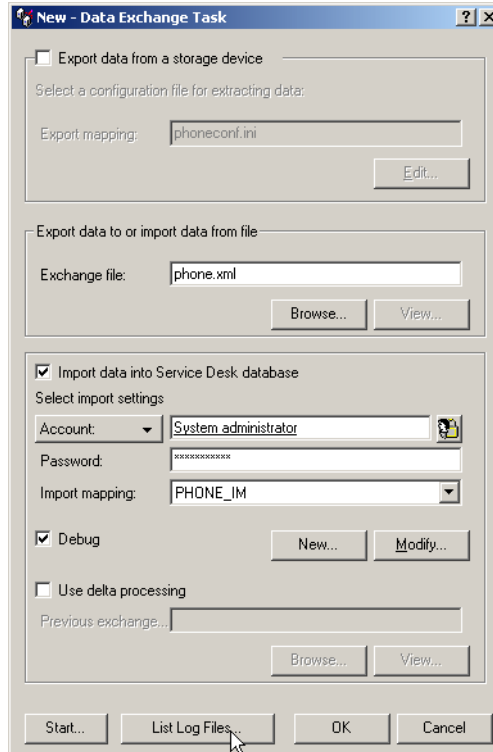 New - Data Exchange Task
Export data from a storage device
Select a configuration file for extracting data:
Export mapping: phoneconf.ini
Edit...
Export data to or import data from file
Exchange file: phone.xml
Browse... View...
Import data into Service Desk database
Select import settings
Account: System administrator
Password: xxxxxxxxxxx
Import mapping: PHONE_IM
Debug New... Modify...
Use delta processing
Previous exchange...
Browse... View...
Start... List Log Files... OK Cancel